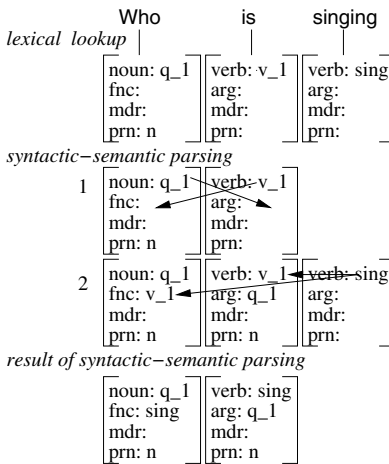 Who is singing
lexical lookup
noun: q_1 verb: v_1 verb: sing
fnc: arg: arg:
mdr: mdr: mdr:
prn: n prn: prn:
syntactic−semantic parsing
1 noun: q_1 verb: v_1
fnc: arg:
mdr: mdr:
prn: n prn:
2 noun: q_1 verb: v_1 verb: sing
fnc: v_1 arg: q_1 arg:
mdr: mdr: mdr:
prn: n prn: n prn:
result of syntactic−semantic parsing
noun: q_1 verb: sing
fnc: sing arg: q_1
mdr: mdr:
prn: n prn: n